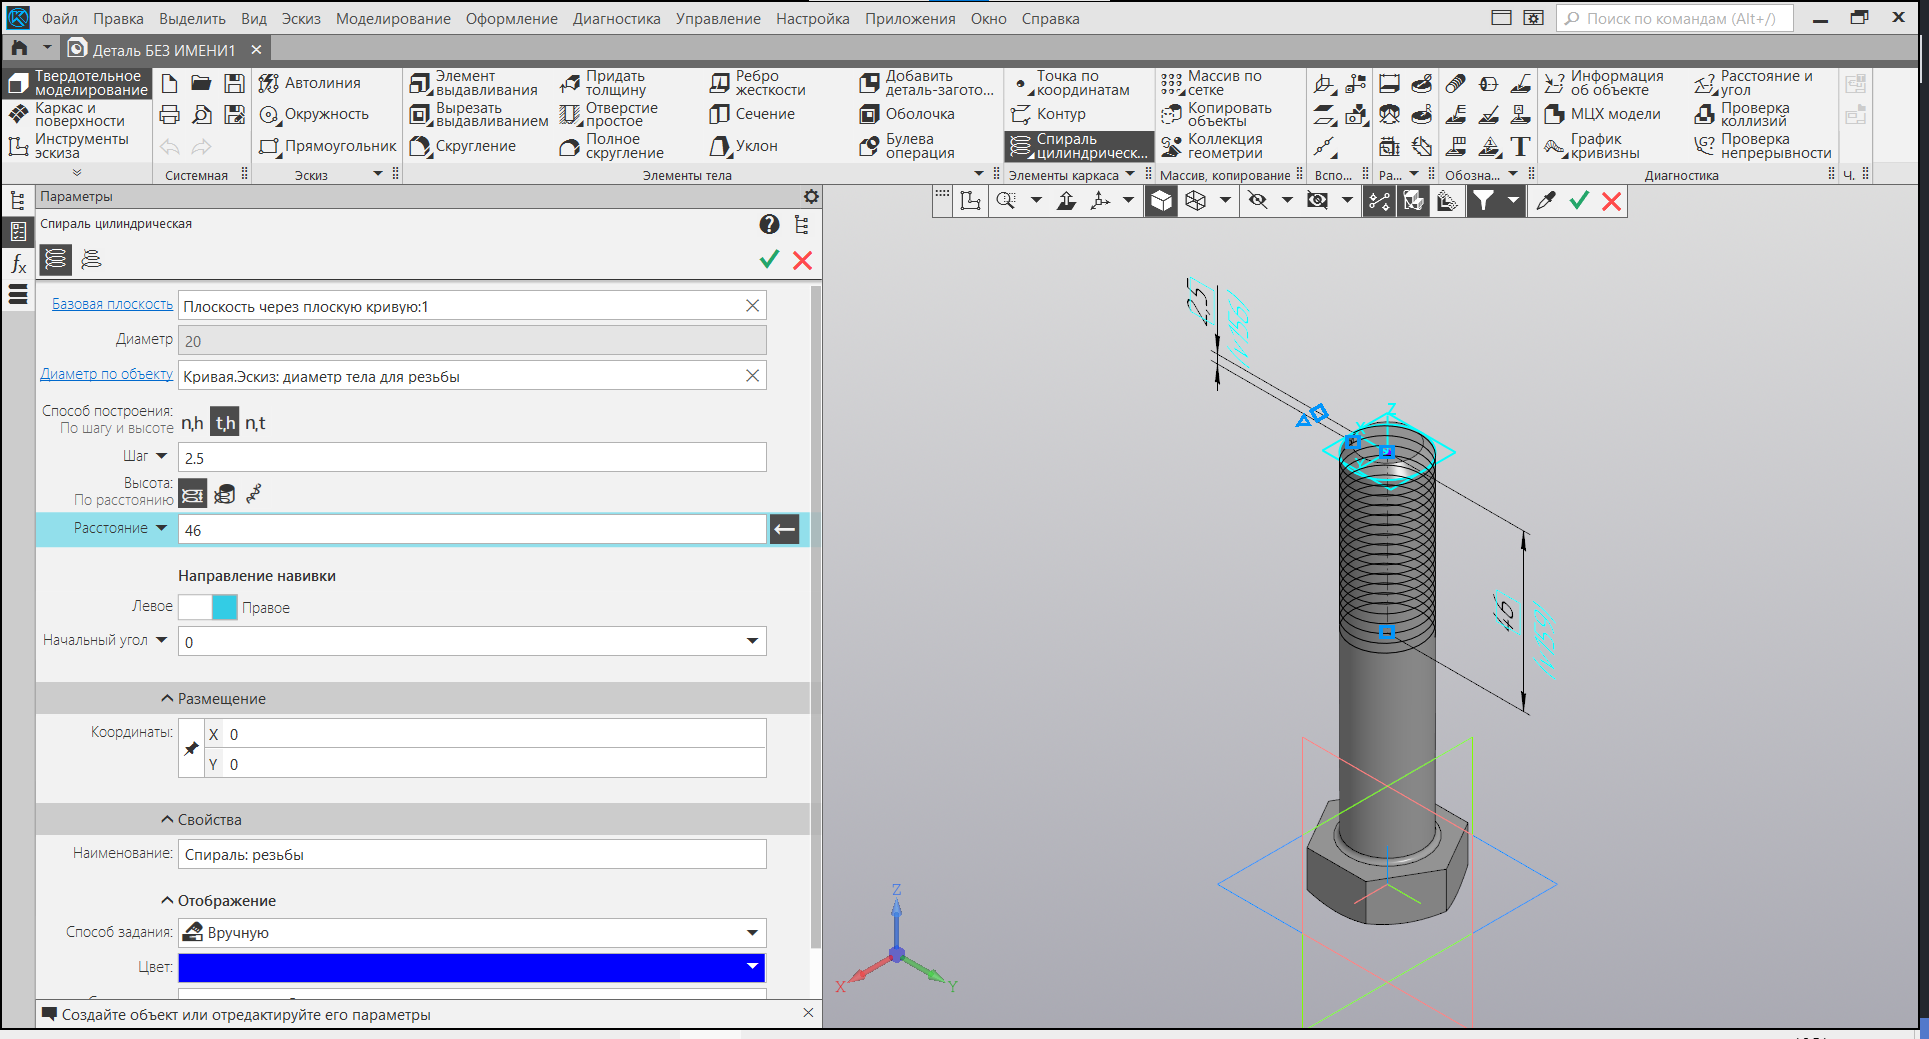 Файл Правка Выделить Вид Эскиз Моделирование Оформление Диагностика Управление Настройка Приложения Окно Справка Поиск по командам (Alt+/)
Деталь БЕЗ ИМЕНИ1
Твердотельное моделирование
Каркас и поверхности
Инструменты эскиза
Системная
Автолиния
Окружность
Прямоугольник
Эскиз
Элемент выдавливания
Вырезать выдавливанием
Скругление
Придать толщину
Отверстие простое
Полное скругление
Ребро жесткости
Сечение
Уклон
Добавить деталь-загото...
Оболочка
Булева операция
Элементы тела
Точка по координатам
Контур
Спираль цилиндрическ...
Элементы каркаса
Массив по сетке
Копировать объекты
Коллекция геометрии
Массив, копирование
Вспо...
Ра...
Обозна...
Информация об объекте
МЦХ модели
График кривизны
Расстояние и угол
Проверка коллизий
Проверка непрерывности
Диагностика
Ч.
Параметры
Спираль цилиндрическая
Базовая плоскость Плоскость через плоскую кривую:1
Диаметр 20
Диаметр по объекту Кривая.Эскиз: диаметр тела для резьбы
Способ построения: n,h t,h n,t
По шагу и высоте
Шаг 2.5
Высота:
По расстоянию
Расстояние 46
Направление навивки
Левое Правое
Начальный угол 0
Размещение
Координаты: X 0
Y 0
Свойства
Наименование: Спираль: резьбы
Отображение
Способ задания: Вручную
Цвет:
Создайте объект или отредактируйте его параметры
2,5
Z
Z
X
Y